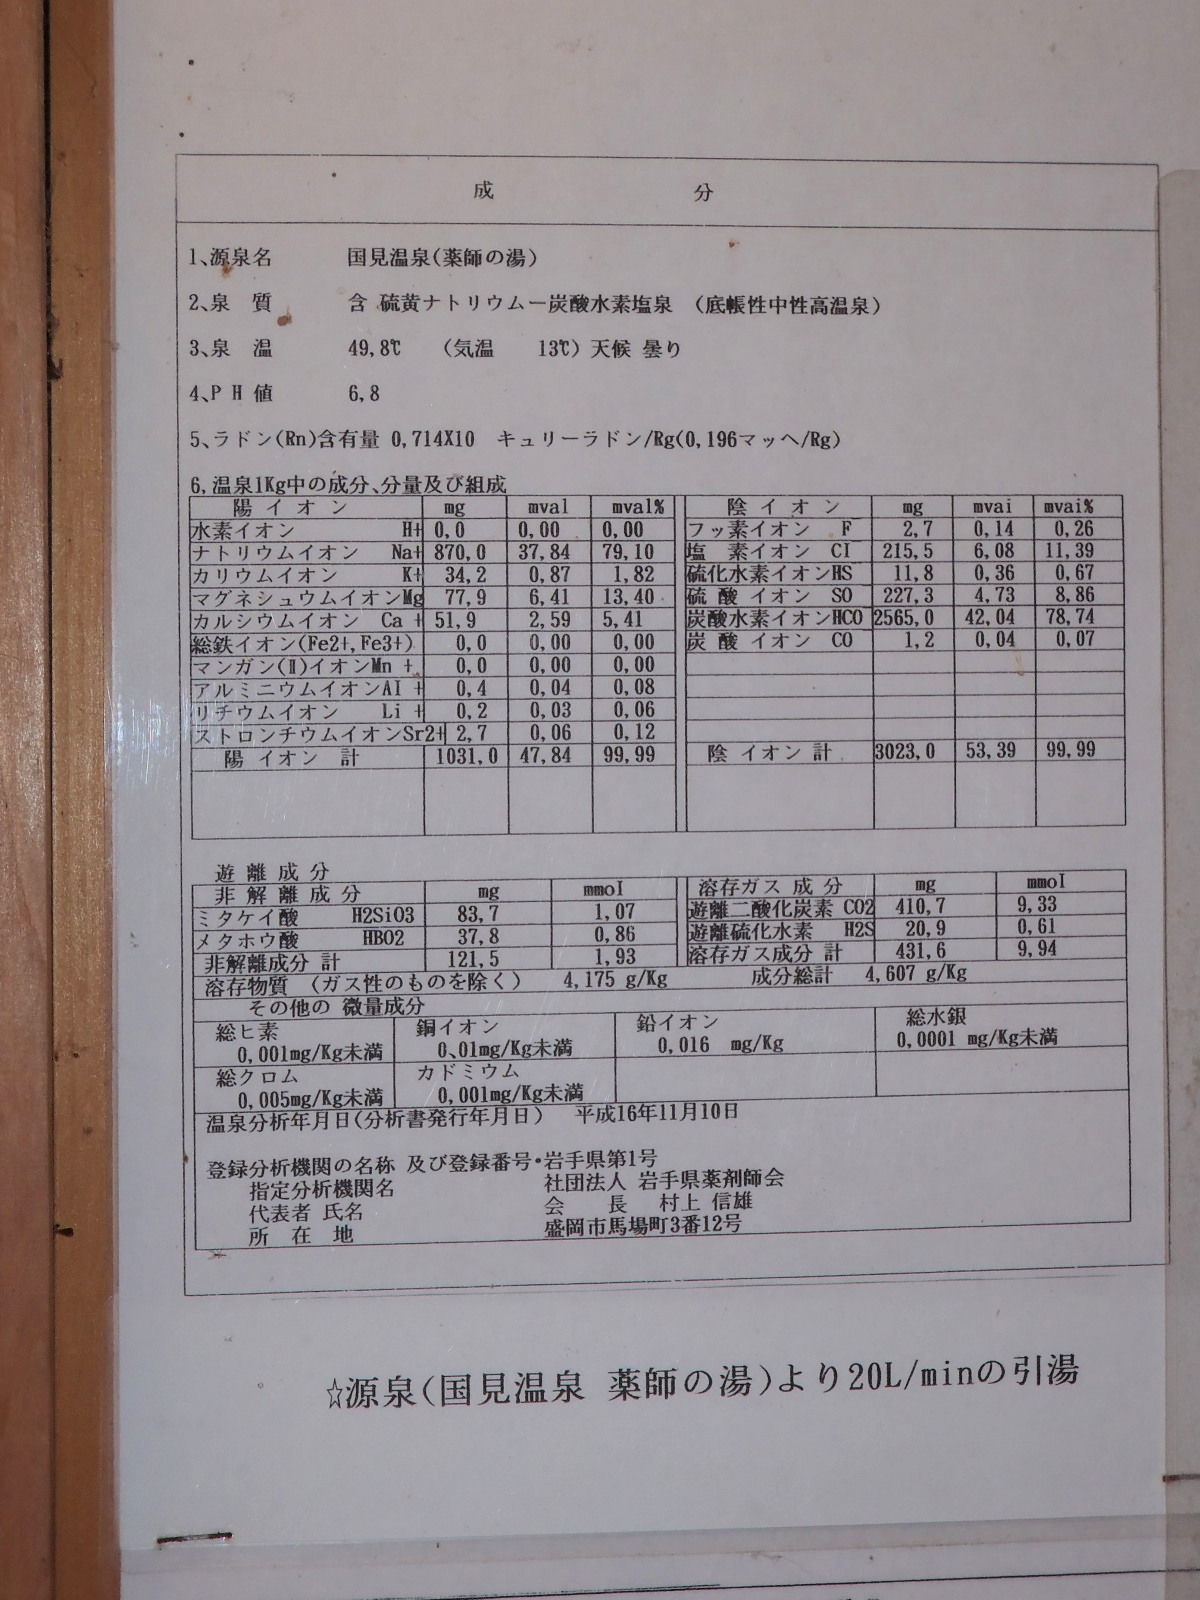 成 分
1、源泉名 国見温泉(薬師の湯)
2、泉 質 含 硫黄ナトリウムー炭酸水素塩泉 (底帳性中性高温泉)
3、泉 温 49,8℃ (気温 13℃) 天候 曇り
4、P H 値 6,8
5、ラドン(Rn)含有量 0,714X10 キュリーラドン/Rg(0,196マッヘ/Rg)
6,温泉1Kg中の成分、分量及び組成
陽 イ オ ン mg mval mval% 陰 イ オ ン mg mvai mvai%
水素イオン H+ 0,0 0,00 0,00 フッ素イオン F 2,7 0,14 0,26
ナトリウムイオン Na+ 870,0 37,84 79,10 塩 素イオン CI 215,5 6,08 11,39
カリウムイオン K+ 34,2 0,87 1,82 硫化水素イオンHS 11,8 0,36 0,67
マグネシュウムイオンMg 77,9 6,41 13,40 硫 酸 イオン SO 227,3 4,73 8,86
カルシウムイオン Ca + 51,9 2,59 5,41 炭酸水素イオンHCO 2565,0 42,04 78,74
総鉄イオン(Fe2+,Fe3+) 0,0 0,00 0,00 炭 酸 イオン CO 1,2 0,04 0,07
マンガン(Ⅱ)イオンMn + 0,0 0,00 0,00
アルミニウムイオンAI + 0,4 0,04 0,08
リチウムイオン Li + 0,2 0,03 0,06
ストロンチウムイオンSr2+ 2,7 0,06 0,12
陽 イオン 計 1031,0 47,84 99,99 陰 イオン 計 3023,0 53,39 99,99
遊 離 成 分
非 解 離 成 分 mg mmoI 溶存ガス 成 分 mg mmoI
ミタケイ酸 H2SiO3 83,7 1,07 遊離二酸化炭素 CO2 410,7 9,33
メタホウ酸 HBO2 37,8 0,86 遊離硫化水素 H2S 20,9 0,61
非解離成分 計 121,5 1,93 溶存ガス成分 計 431,6 9,94
溶存物質 (ガス性のものを除く) 4,175 g/Kg 成分総計 4,607 g/Kg
その他の 微量成分
総ヒ素 銅イオン 鉛イオン 総水銀
0,001mg/Kg未満 0、01mg/Kg未満 0,016 mg/Kg 0,0001 mg/Kg未満
総クロム カドミウム
0,005mg/Kg未満 0,001mg/Kg未満
温泉分析年月日(分析書発行年月日) 平成16年11月10日
登録分析機関の名称 及び登録番号・岩手県第1号
指定分析機関名 社団法人 岩手県薬剤師会
代表者 氏名 会 長 村上 信雄
所 在 地 盛岡市馬場町3番12号
☆源泉(国見温泉 薬師の湯)より20L/minの引湯